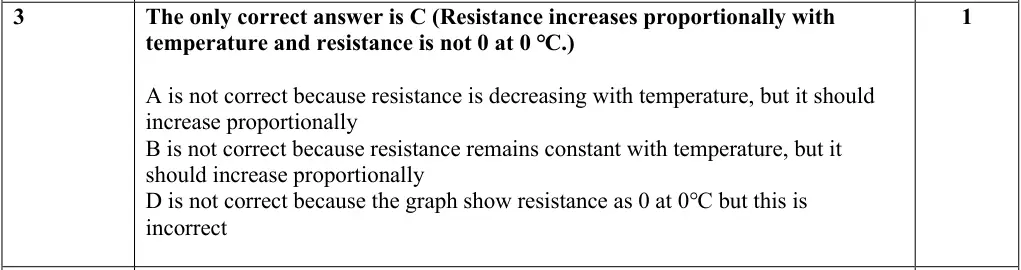 3
The only correct answer is C (Resistance increases proportionally with
temperature and resistance is not 0 at 0 °C.)
1
A is not correct because resistance is decreasing with temperature, but it should
increase proportionally
B is not correct because resistance remains constant with temperature, but it
should increase proportionally
D is not correct because the graph show resistance as 0 at 0°C but this is
incorrect